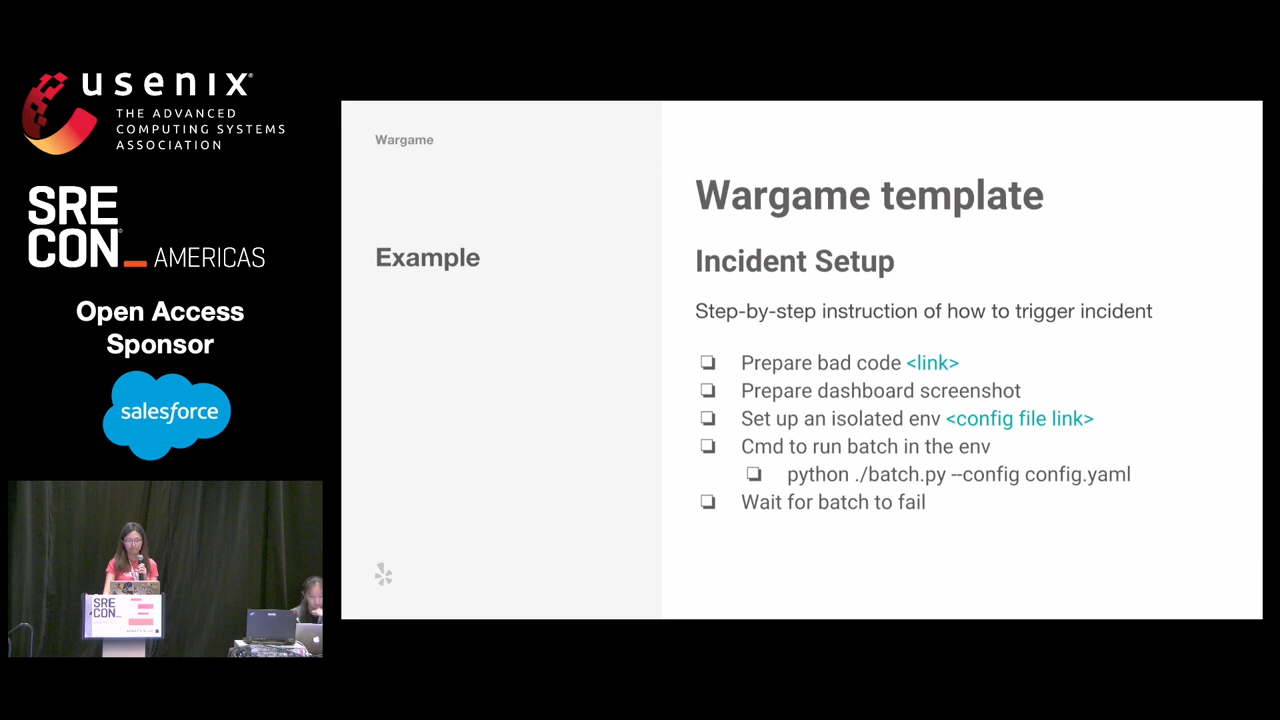 usenix
THE ADVANCED
COMPUTING SYSTEMS
ASSOCIATION
SRE
CON_AMERICAS
Open Access
Sponsor
salesforce
SRE
CON_
Wargame
Example
Wargame template
Incident Setup
Step-by-step instruction of how to trigger incident
❏ Prepare bad code <link>
❏ Prepare dashboard screenshot
❏ Set up an isolated env <config file link>
❏ Cmd to run batch in the env
❏ python ./batch.py --config config.yaml
❏ Wait for batch to fail